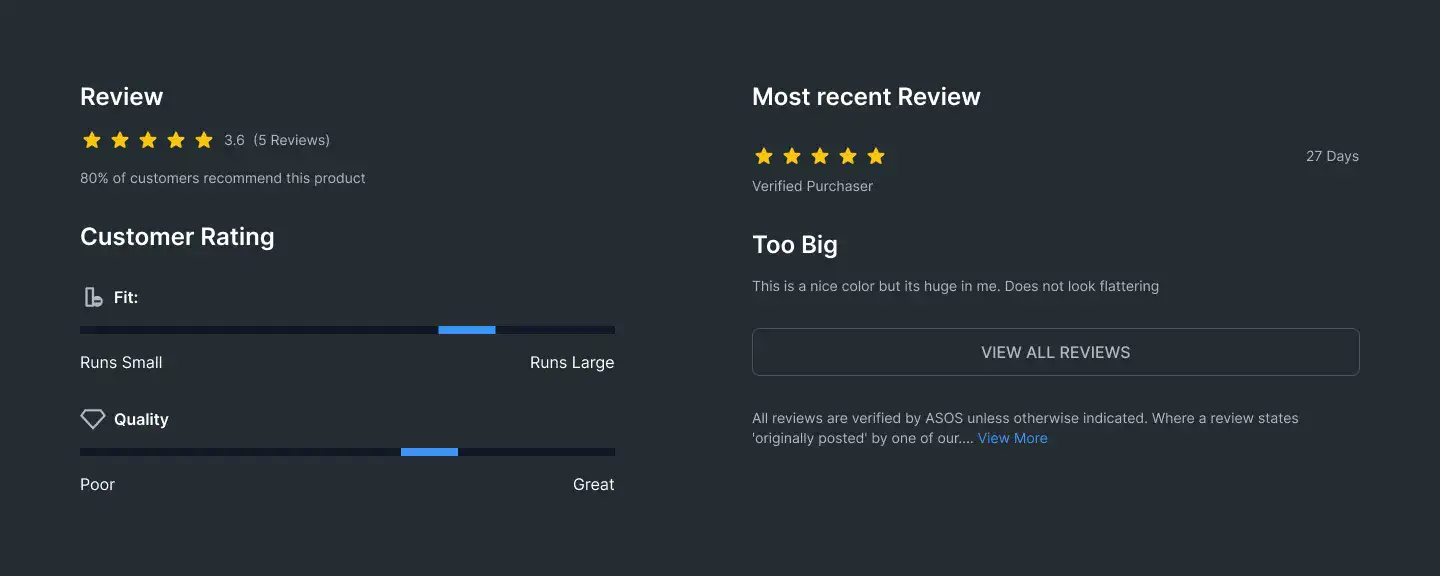 Review
3.6 (5 Reviews)
80% of customers recommend this product
Customer Rating
Fit:
Runs Small Runs Large
Quality
Poor Great
Most recent Review
27 Days
Verified Purchaser
Too Big
This is a nice color but its huge in me. Does not look flattering
VIEW ALL REVIEWS
All reviews are verified by ASOS unless otherwise indicated. Where a review states
'originally posted' by one of our.... View More